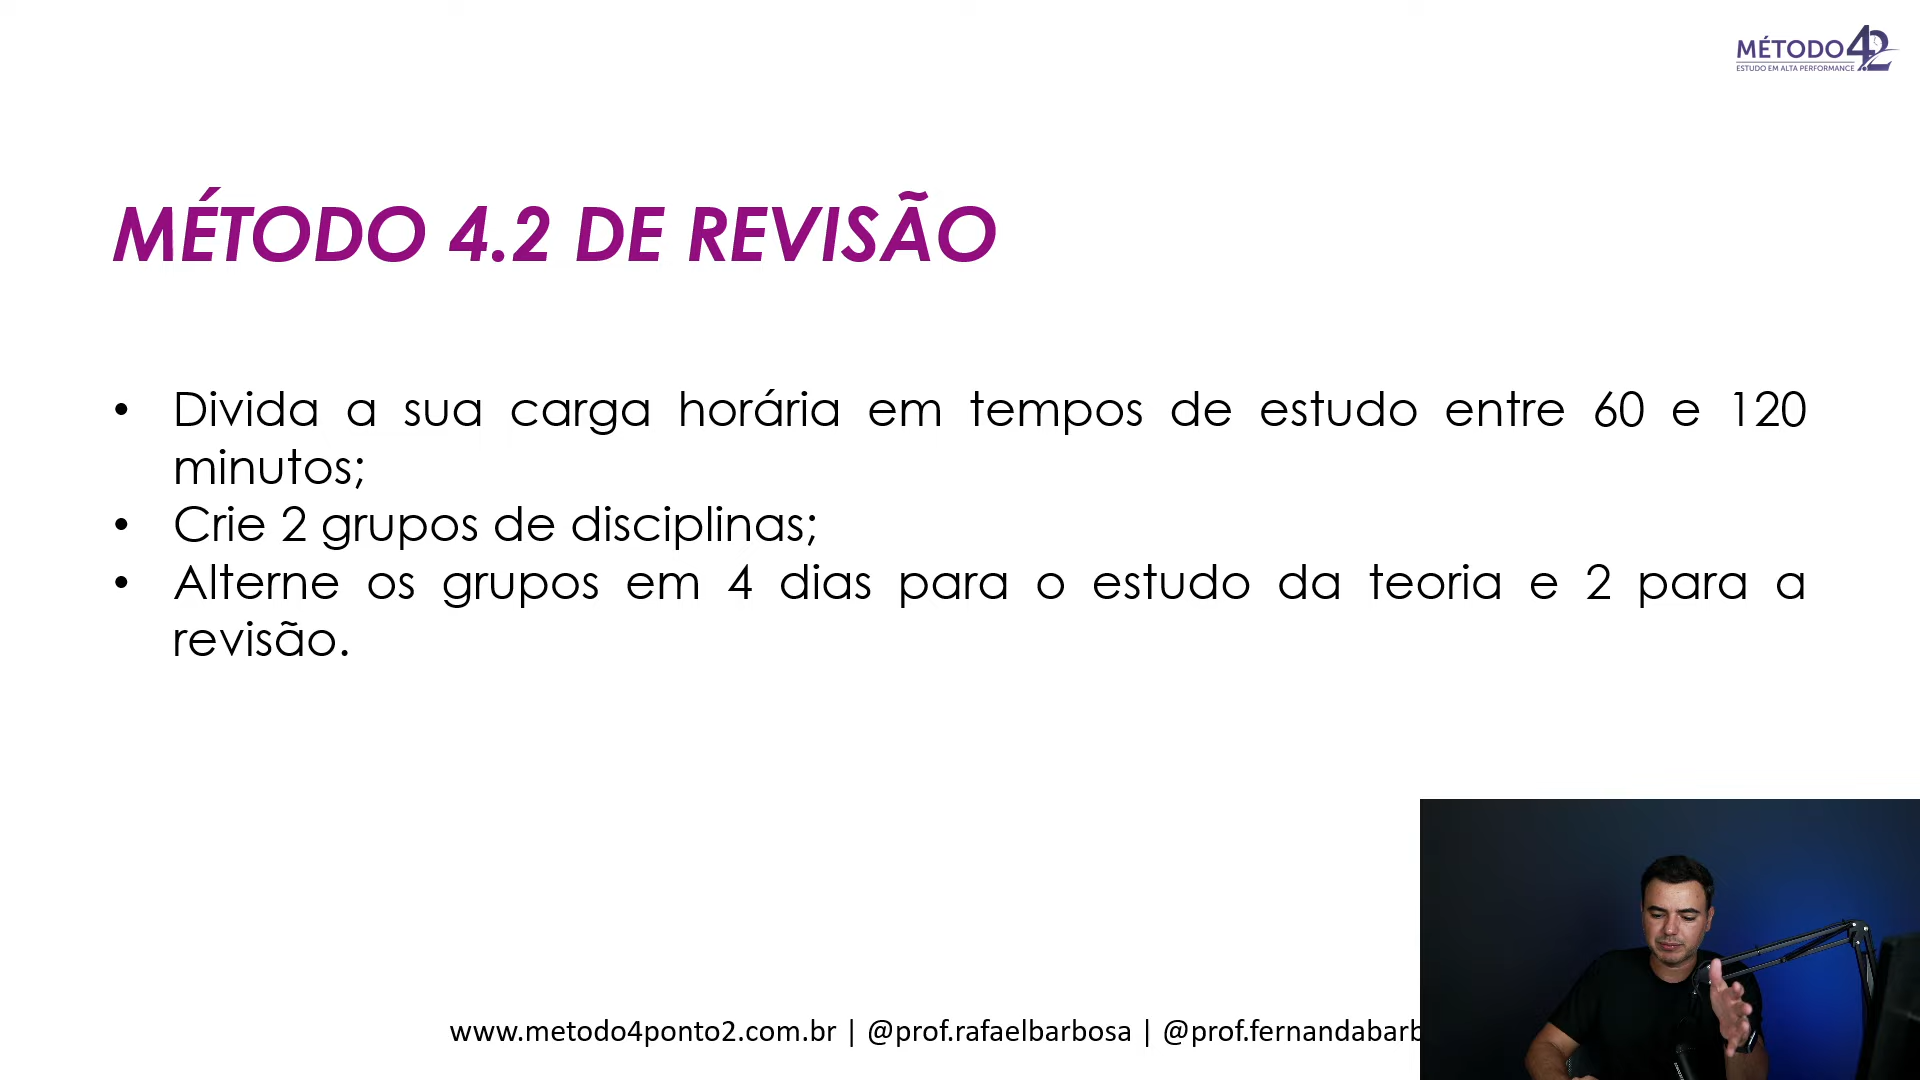 MÉTODO 4.2
ESTUDO EM ALTA PERFORMANCE
MÉTODO 4.2 DE REVISÃO
• Divida a sua carga horária em tempos de estudo entre 60 e 120
minutos;
• Crie 2 grupos de disciplinas;
• Alterne os grupos em 4 dias para o estudo da teoria e 2 para a
revisão.
www.metodo4ponto2.com.br | @prof.rafaelbarbosa | @prof.fernandabarb